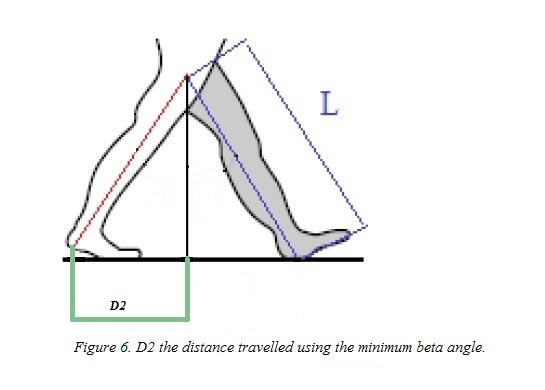 L
D2
Figure 6. D2 the distance travelled using the minimum beta angle.